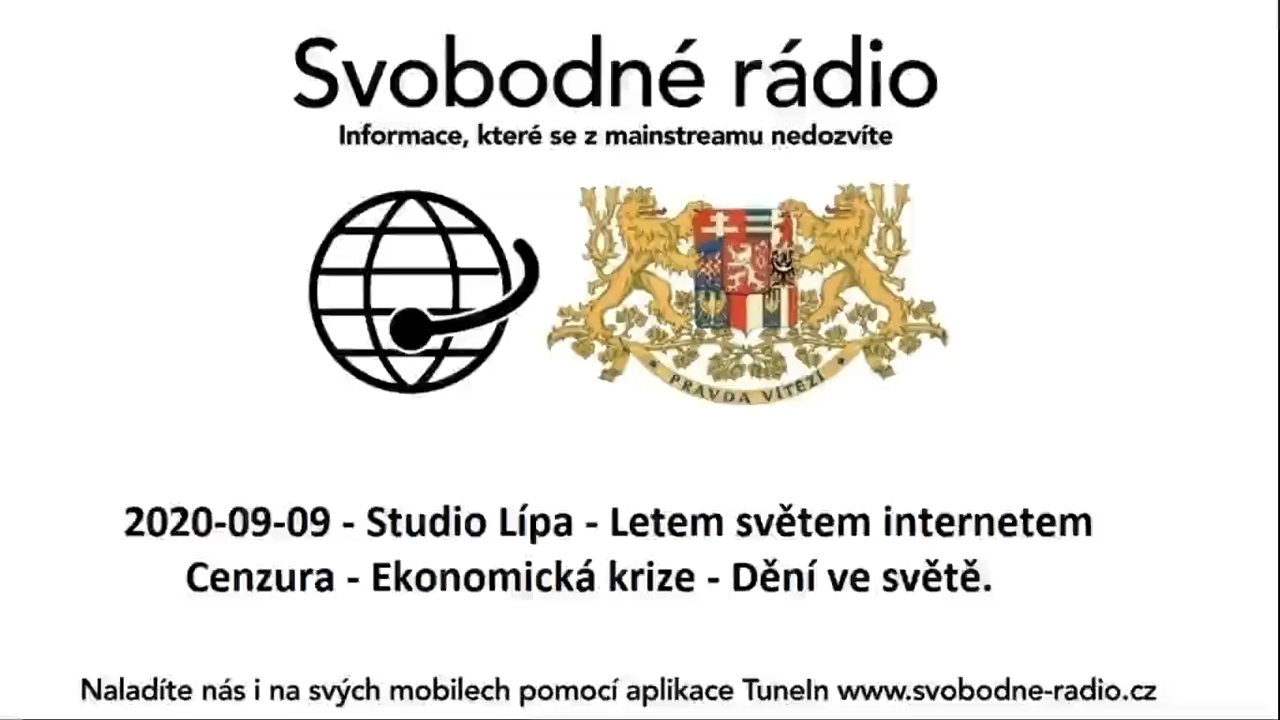 Svobodné rádio
Informace, které se z mainstreamu nedozvíte
PRAVDA VÍTĚZÍ
2020-09-09 - Studio Lípa - Letem světem internetem
Cenzura - Ekonomická krize - Dění ve světě.
Naladíte nás i na svých mobilech pomocí aplikace TuneIn www.svobodne-radio.cz